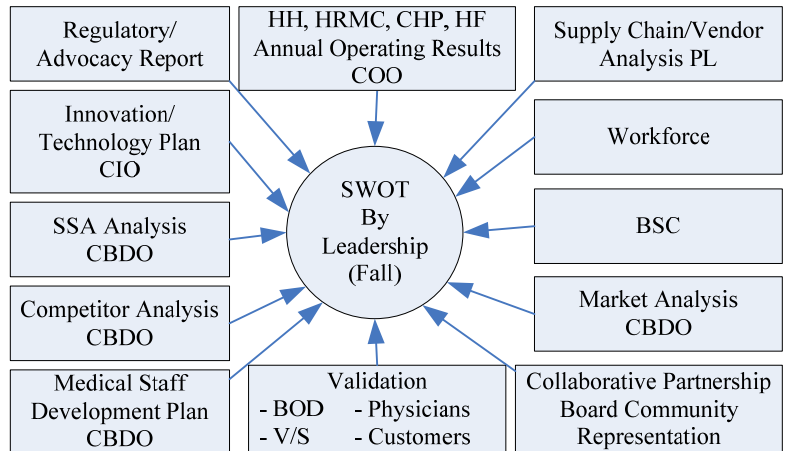 Regulatory/
Advocacy Report
HH, HRMC, CHP, HF
Annual Operating Results
COO
Supply Chain/Vendor
Analysis PL
Innovation/
Technology Plan
CIO
Workforce
SWOT
By
Leadership
(Fall)
SSA Analysis
CBDO
BSC
Competitor Analysis
CBDO
Market Analysis
CBDO
Medical Staff
Development Plan
CBDO
Validation
- BOD - Physicians
- V/S - Customers
Collaborative Partnership
Board Community
Representation